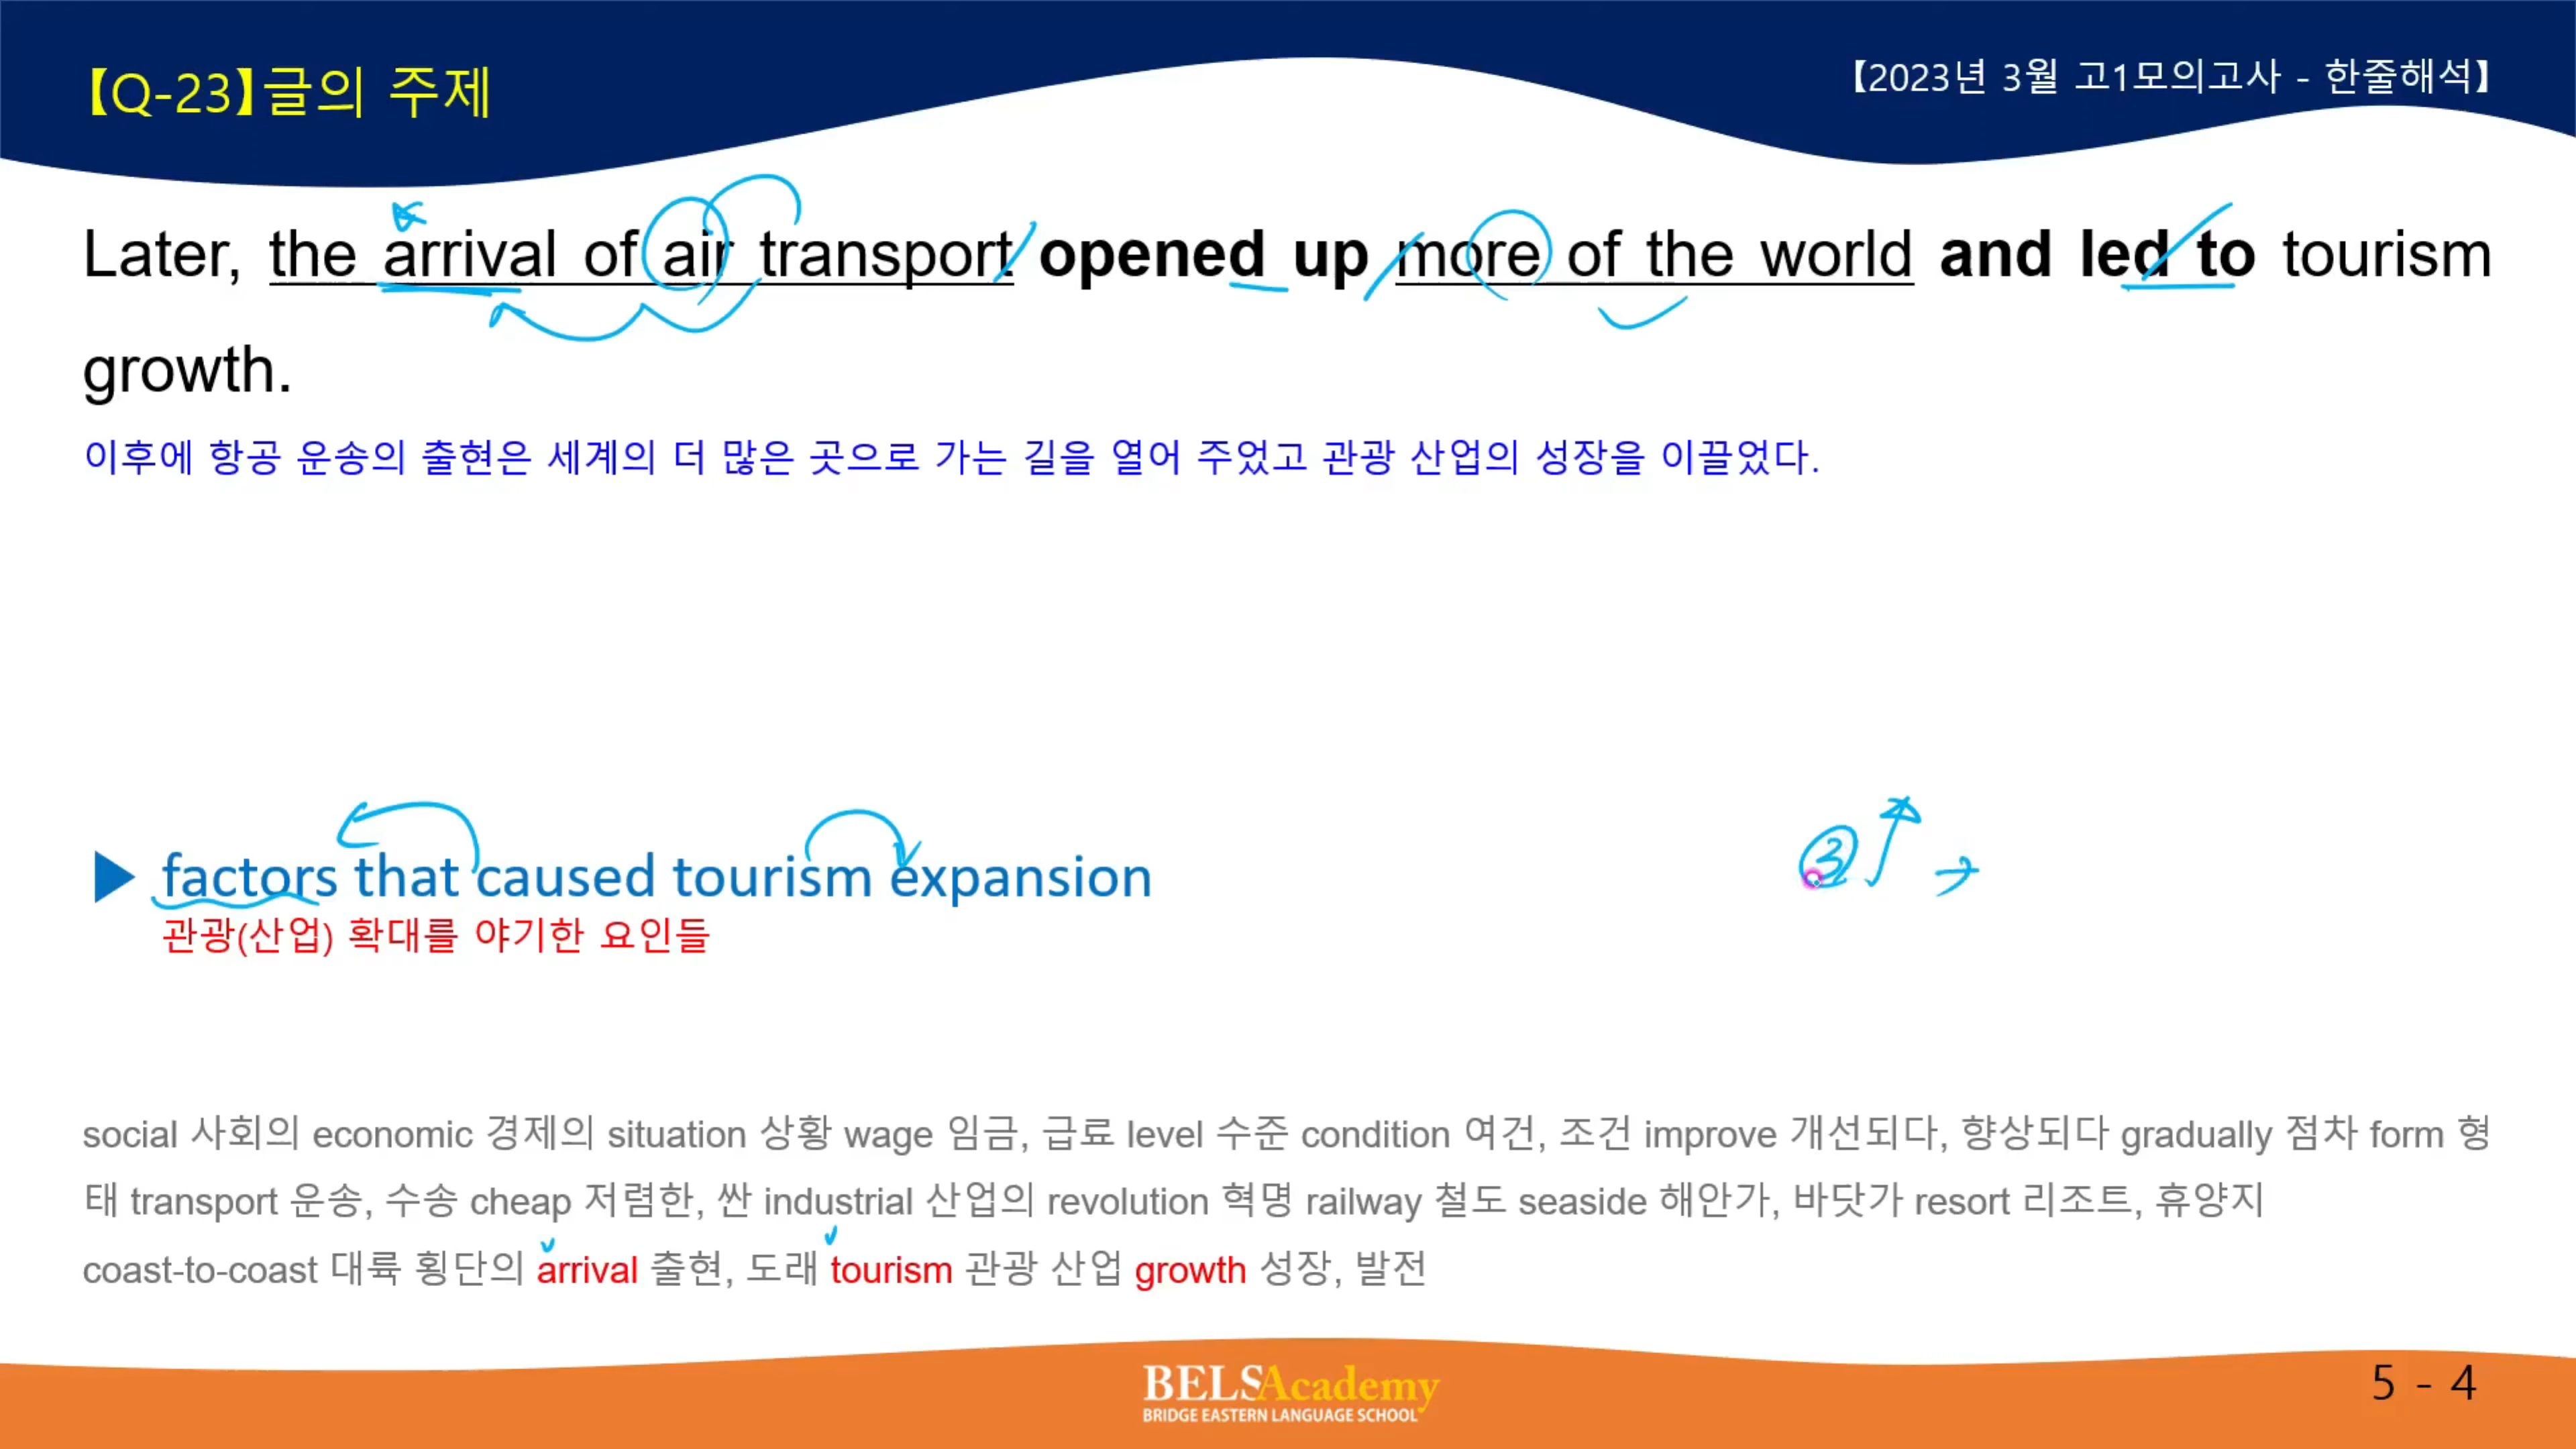 【Q-23】글의 주제
【2023년 3월 고1모의고사 - 한줄해석】
Later, the arrival of air transport opened up more of the world and led to tourism
growth.
이후에 항공 운송의 출현은 세계의 더 많은 곳으로 가는 길을 열어 주었고 관광 산업의 성장을 이끌었다.
▶ factors that caused tourism expansion
관광(산업) 확대를 야기한 요인들
social 사회의 economic 경제의 situation 상황 wage 임금, 급료 level 수준 condition 여건, 조건 improve 개선되다, 향상되다 gradually 점차 form 형
태 transport 운송, 수송 cheap 저렴한, 싼 industrial 산업의 revolution 혁명 railway 철도 seaside 해안가, 바닷가 resort 리조트, 휴양지
coast-to-coast 대륙 횡단의 arrival 출현, 도래 tourism 관광 산업 growth 성장, 발전
BELSAcademy
BRIDGE EASTERN LANGUAGE SCHOOL
5 - 4